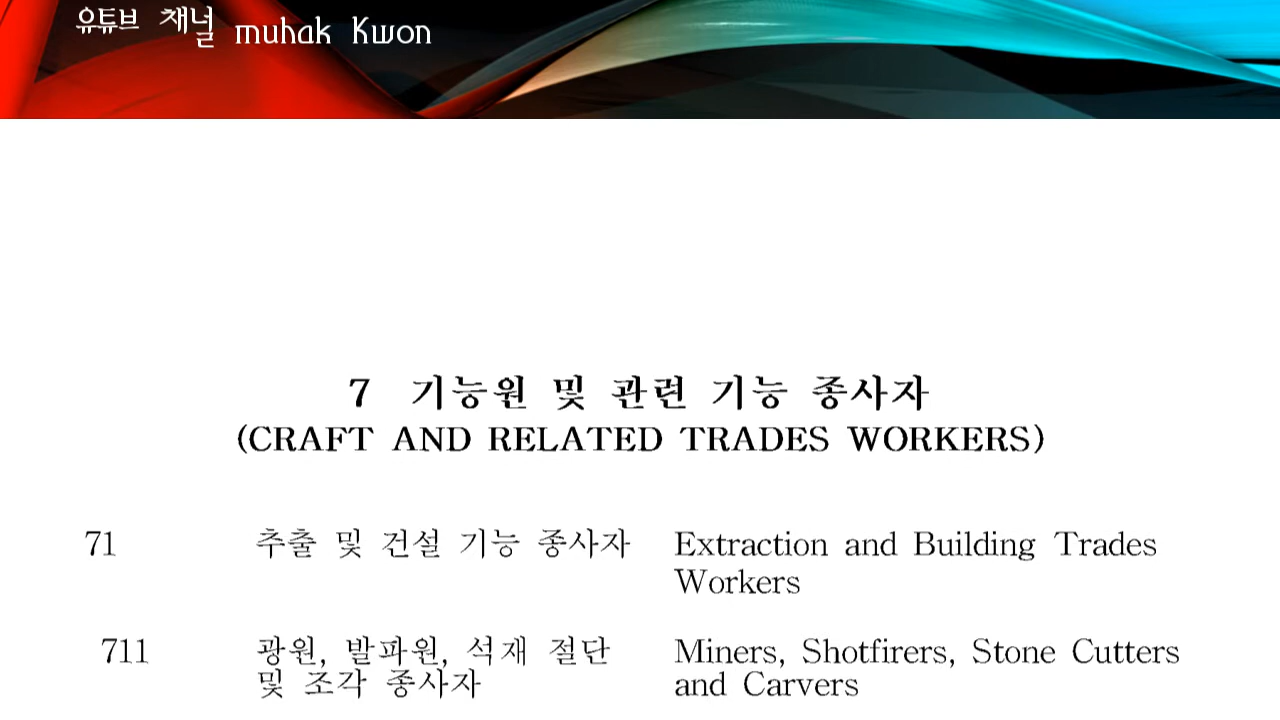 유튜브 채널 muhak Kwon
7 기능원 및 관련 기능 종사자
(CRAFT AND RELATED TRADES WORKERS)
71 추출 및 건설 기능 종사자 Extraction and Building Trades
Workers
711 광원, 발파원, 석재 절단 Miners, Shotfirers, Stone Cutters
및 조각 종사자 and Carvers